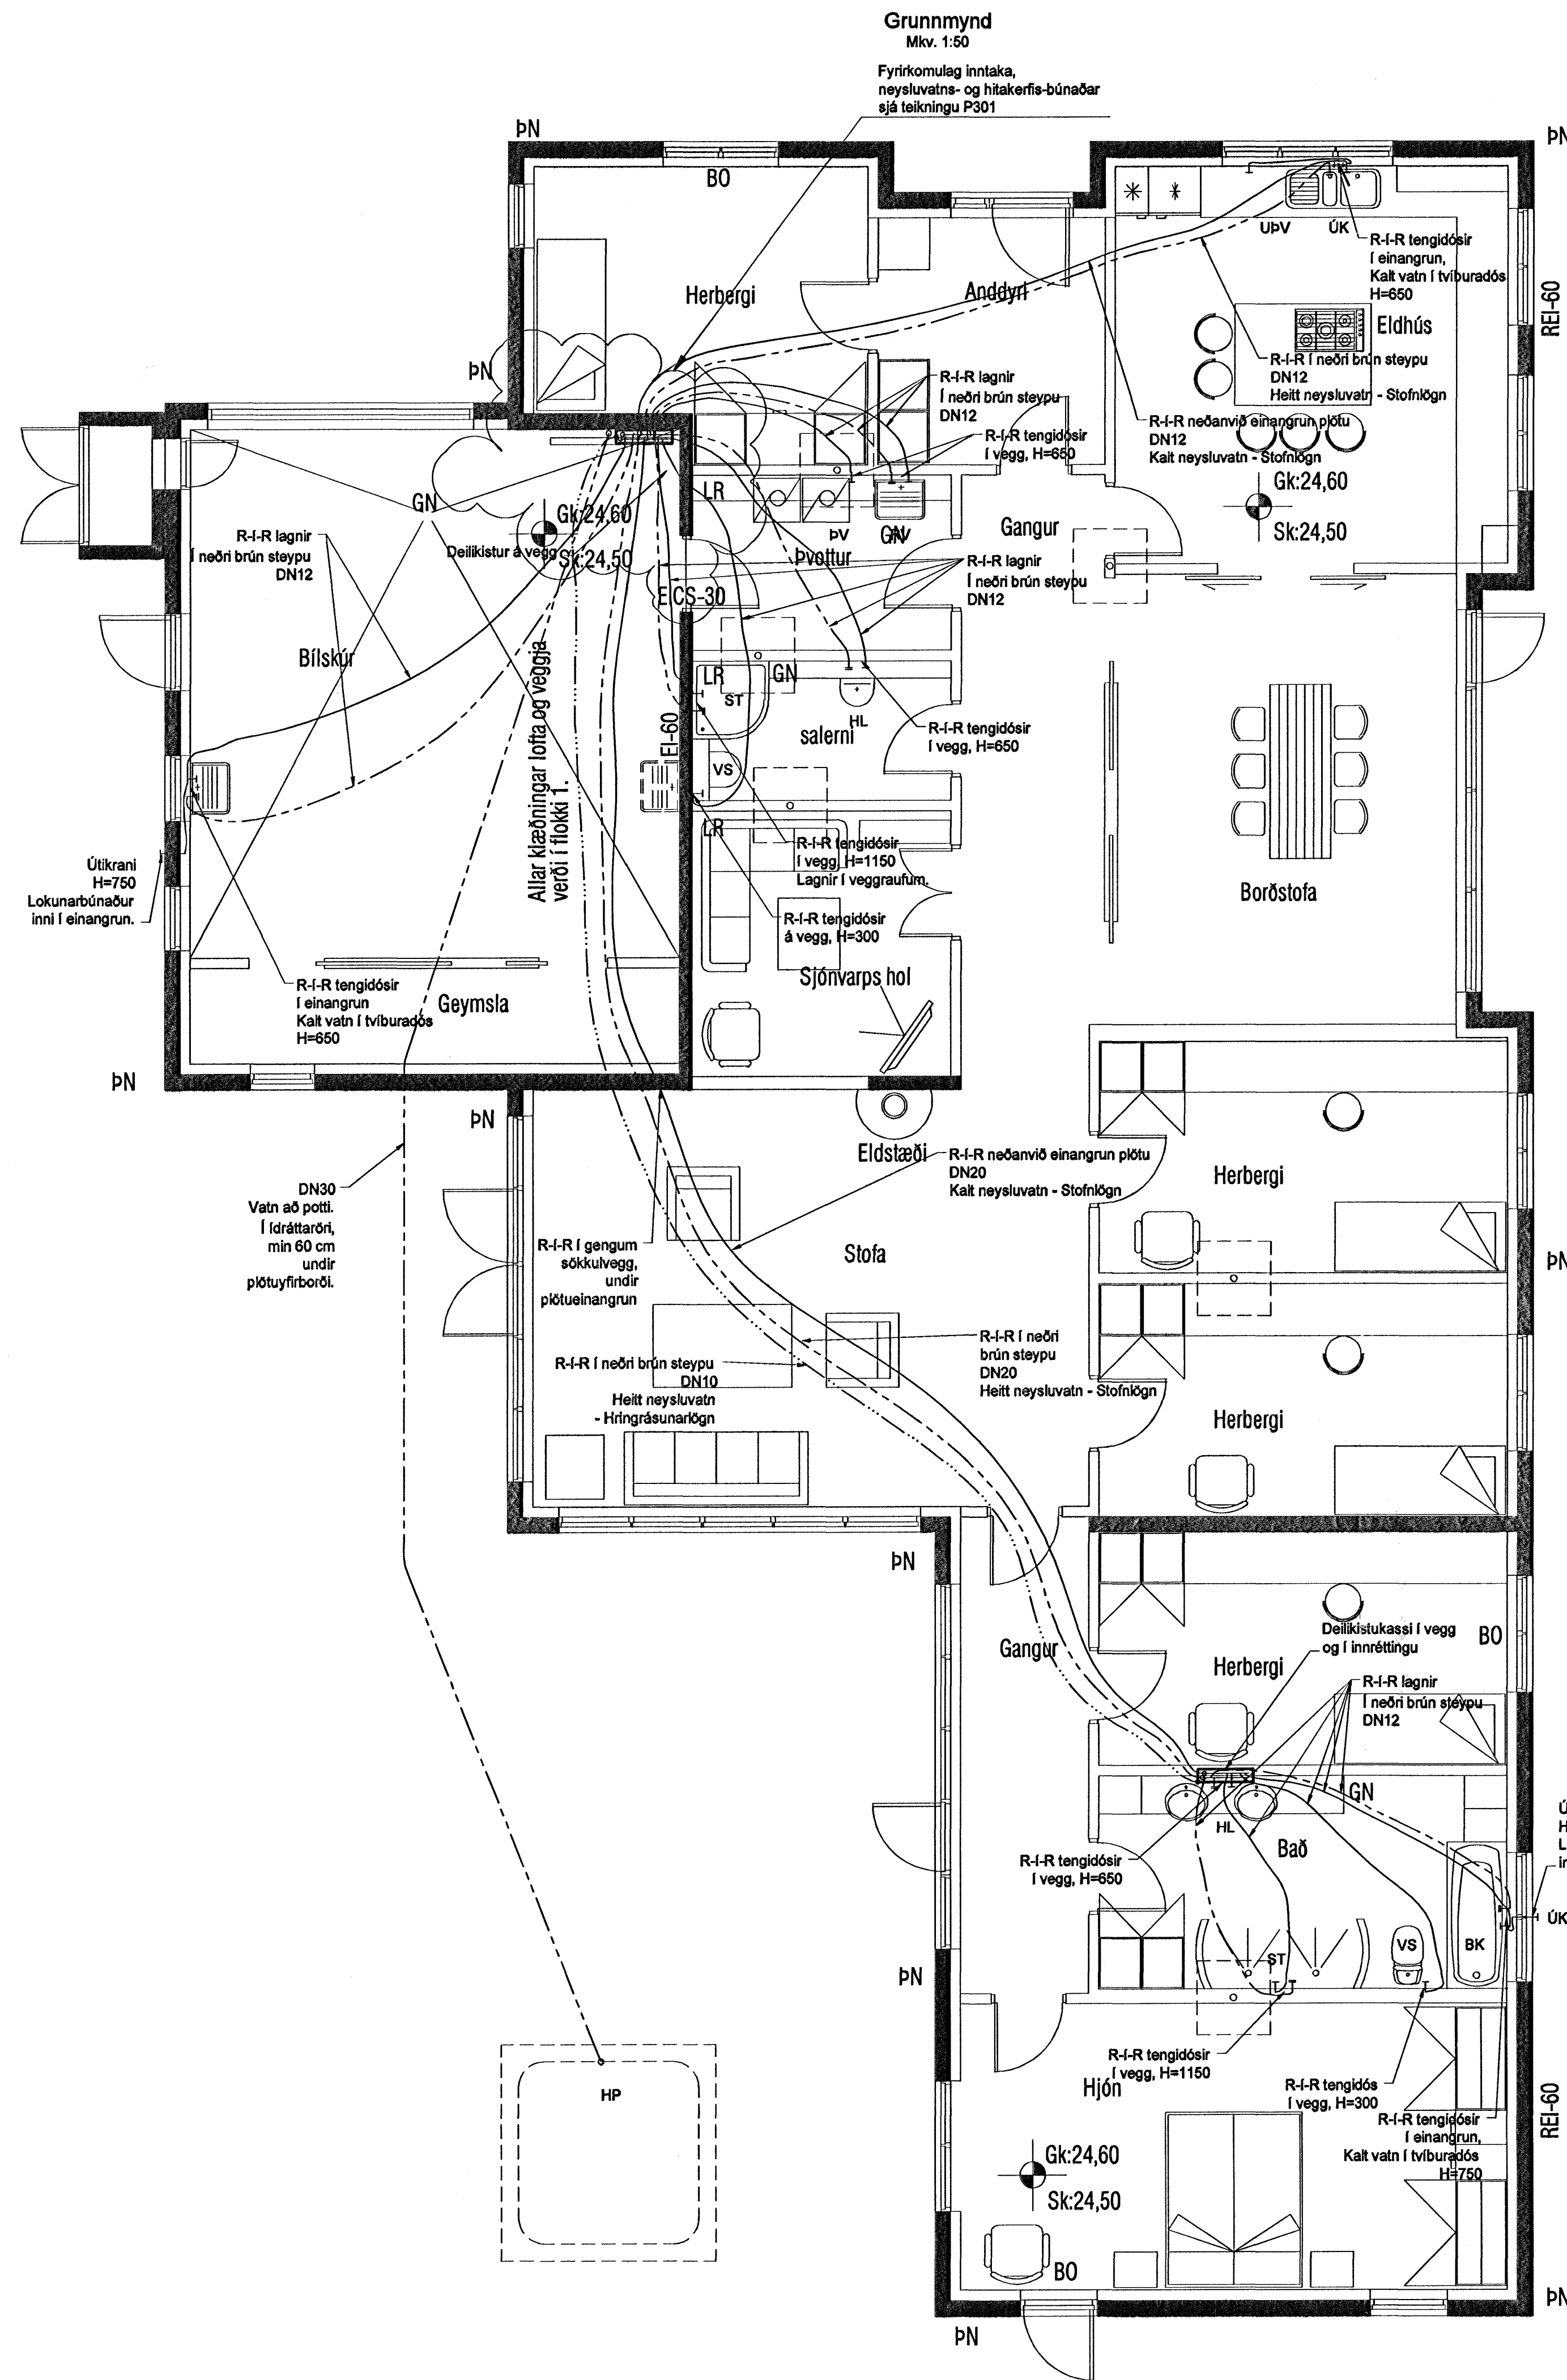 Grunnmynd
Mkv. 1:50
Fyrirkomulag inntaka,
neysluvatns- og hitakerfis-búnaðar
sjá teikningu P301
ÞN
ÞN
BO
UÞV
ÚK
R-í-R tengidósir
í einangrun,
Kalt vatn í tvíburadós
H=650
REI-60
Herbergi
Anddyri
Eldhús
R-í-R í neðri brún steypu
DN12
Heitt neysluvatn - Stofnlögn
ÞN
R-í-R lagnir
Í neðri brún steypu
DN12
R-í-R neðanvið einangrun plötu
DN12
Kalt neysluvatn - Stofnlögn
R-í-R tengidósir
í vegg, H=650
Gk:24,60
Sk:24,50
LR
GN
Gk:24,60
Sk:24,50
Deilikistur á vegg
R-í-R lagnir
Í neðri brún steypu
DN12
ÞV
GN
Þvottur
Gangur
R-í-R lagnir
Í neðri brún steypu
DN12
EICS-30
Bílskúr
LR
ST
GN
HL
salerni
R-í-R tengidósir
í vegg, H=650
EI-60
VS
Allar klæðningar lofta og veggja
verði í flokki 1.
LR
R-í-R tengidósir
í vegg, H=1150
Lagnir í veggraufum.
Útikrani
H=750
Lokunarbúnaður
inni í einangrun.
Borðstofa
R-í-R tengidósir
á vegg, H=300
Sjónvarps hol
R-í-R tengidósir
í einangrun
Kalt vatn í tvíburadós
H=650
Geymsla
ÞN
ÞN
Eldstæði
R-í-R neðanvið einangrun plötu
DN20
Kalt neysluvatn - Stofnlögn
Herbergi
DN30
Vatn að potti.
Í ídráttarröri,
min 60 cm
undir
plötuyfirborði.
R-í-R í gengum
sökkulvegg,
undir
plötueinangrun
Stofa
ÞN
R-í-R í neðri
brún steypu
DN20
Heitt neysluvatn - Stofnlögn
R-í-R í neðri brún steypu
DN10
Heitt neysluvatn
- Hringrásunarlögn
Herbergi
ÞN
Gangur
Deilikistukassi í vegg
og í innréttingu
BO
Herbergi
R-í-R lagnir
Í neðri brún steypu
DN12
GN
HL
Bað
R-í-R tengidósir
í vegg, H=650
ÚK
VS
BK
ST
ÞN
R-í-R tengidósir
í vegg, H=1150
Hjón
R-í-R tengidós
í vegg, H=300
R-í-R tengidósir
í einangrun,
Kalt vatn í tvíburadós
H=750
REI-60
HP
Gk:24,60
Sk:24,50
BO
ÞN
ÞN